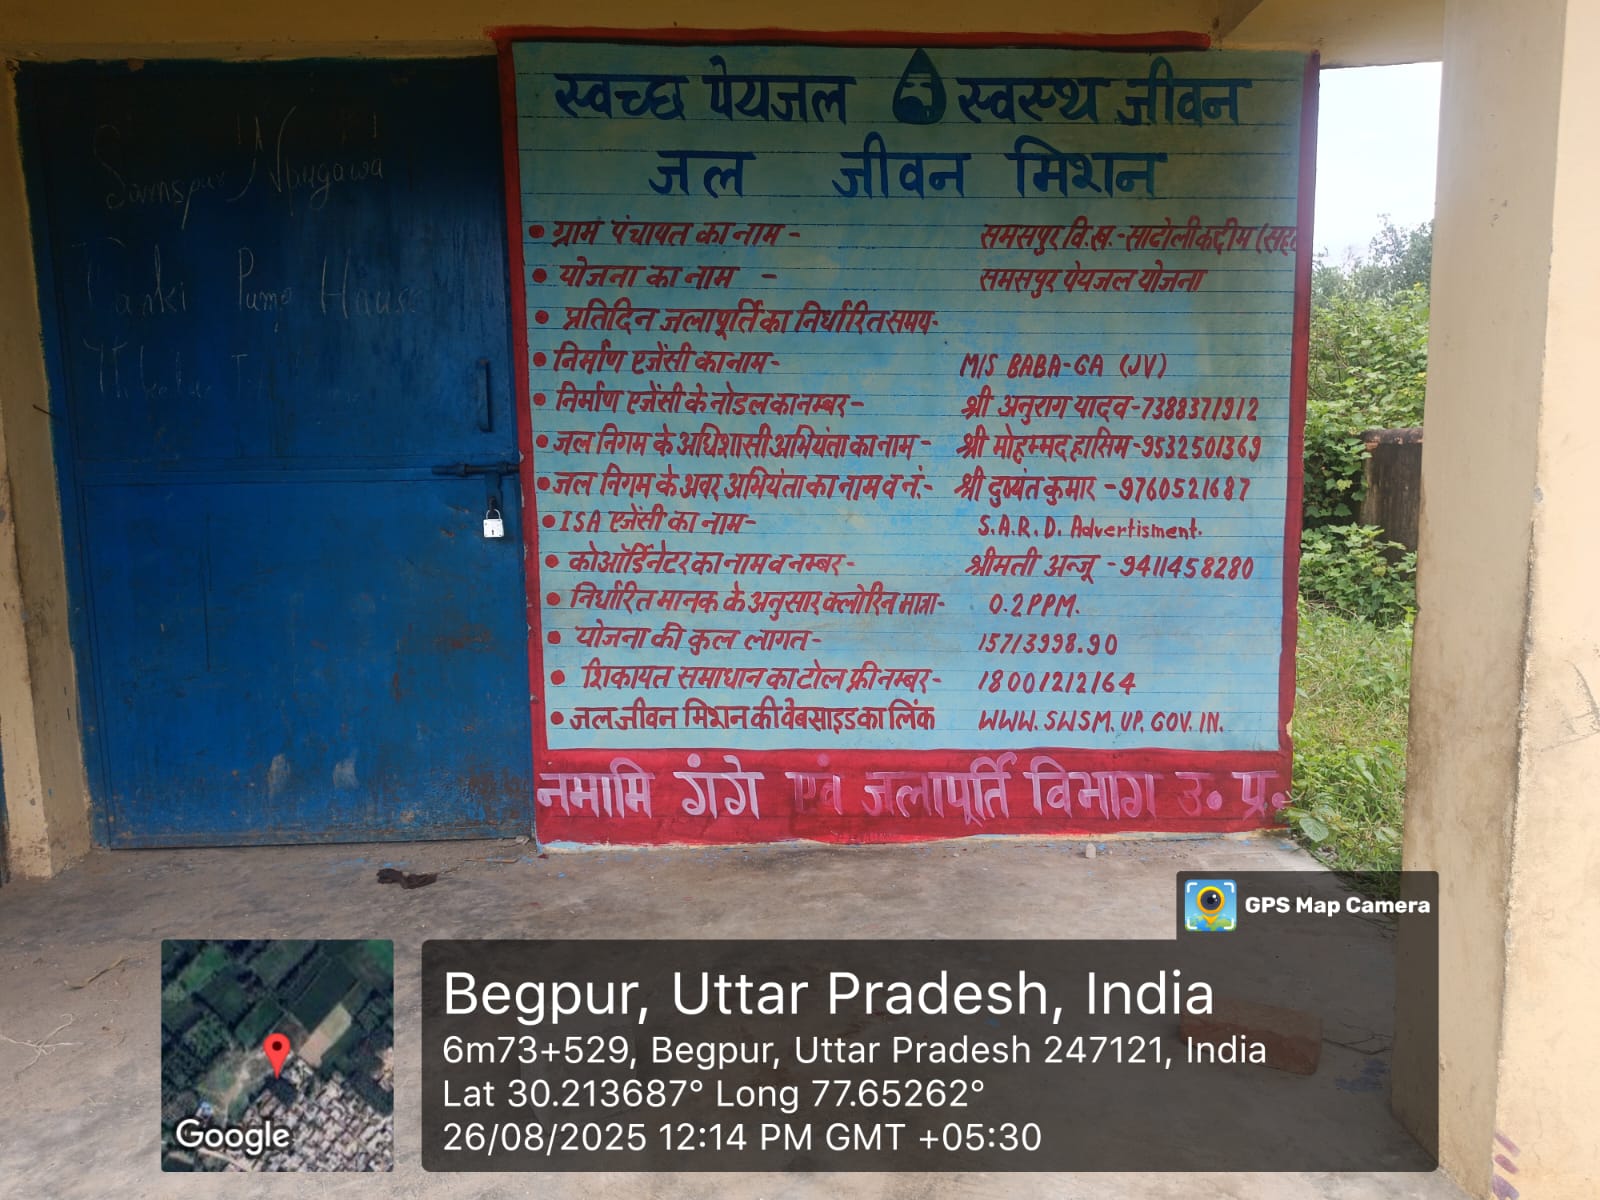 स्वच्छ पेयजल स्वस्थ जीवन
जल जीवन मिशन
• ग्राम पंचायत का नाम - समसपुर वि.ख.-साढोलीकदीम
• योजना का नाम - समसपुर पेयजल योजना
• प्रतिदिन जलापूर्ति का निर्धारित समय-
• निर्माण एजेंसी का नाम- M/S BABA-GA (JV)
• निर्माण एजेंसी के नोडल का नम्बर- श्री अनुराग यादव-7388371912
• जल निगम के अधिशासी अभियंता का नाम - श्री मोहम्मद हासिम-9532501369
• जल निगम के अवर अभियंता का नाम व नं.- श्री दुष्यंत कुमार -9760521687
• ISA एजेंसी का नाम- S.A.R.D. Advertisment.
• कोऑर्डिनेटर का नाम व नम्बर- श्रीमती अन्जू -9411458280
• निर्धारित मानक के अनुसार क्लोरिन मात्रा- 0.2 PPM.
• योजना की कुल लागत- 15713998.90
• शिकायत समाधान का टोल फ्री नम्बर- 18001212164
• जल जीवन मिशन की वेबसाइड का लिंक WWW.SWSM.UP.GOV.IN.
नमामि गंगे एवं जलापूर्ति विभाग उ. प्र.
Tanki Pump House
GPS Map Camera
Begpur, Uttar Pradesh, India
6m73+529, Begpur, Uttar Pradesh 247121, India
Lat 30.213687° Long 77.65262°
26/08/2025 12:14 PM GMT +05:30
Google